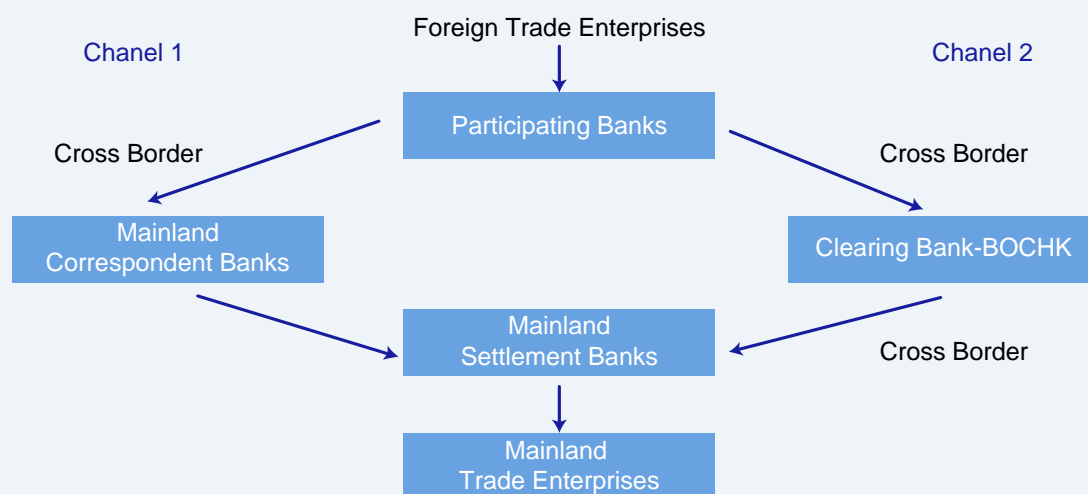 Foreign Trade Enterprises
Chanel 1
Chanel 2
Participating Banks
Cross Border
Cross Border
Mainland
Correspondent Banks
Clearing Bank-BOCHK
Mainland
Settlement Banks
Cross Border
Mainland
Trade Enterprises